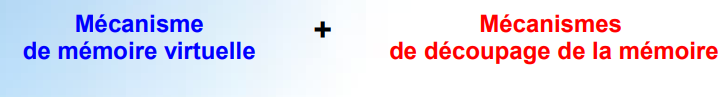 Mécanisme
de mémoire virtuelle
+
Mécanismes
de découpage de la mémoire